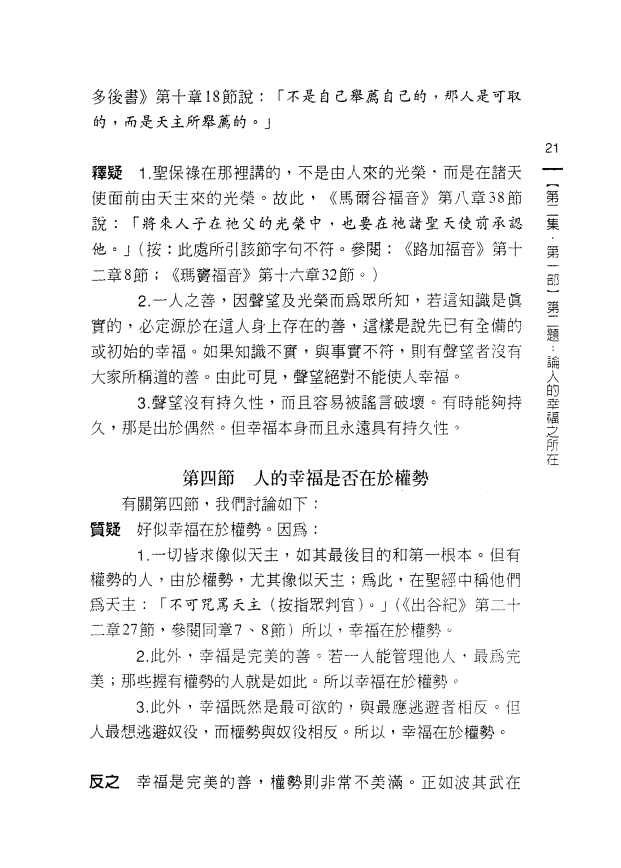 多後書》第十章18節說：「不是自己舉薦自己的，那人是可取
的，而是天主所舉薦的。」
釋疑　1.聖保祿在那裡講的，不是由人來的光榮，而是在諸天
使面前由天主來的光榮。故此，《馬爾谷福音》第八章38節
說：「將來人子在祂父的光榮中，也要在祂諸聖天使前承認
他。」（按：此處所引該節字句不符。參閱：《路加福音》第十
二章8節；《瑪竇福音》第十六章32節。）
2.一人之善，因聲望及光榮而爲眾所知，若這知識是眞
實的，必定源於在這人身上存在的善，這樣是說先已有全備的
或初始的幸福。如果知識不實，與事實不符，則有聲望者沒有
大家所稱道的善。由此可見，聲望絕對不能使人幸福。
3.聲望沒有持久性，而且容易被謠言破壞。有時能夠持
久，那是出於偶然。但幸福本身而且永遠具有持久性。
第四節　人的幸福是否在於權勢
有關第四節，我們討論如下：
質疑　好似幸福在於權勢。因爲：
1.一切皆求像似天主，如其最後目的和第一根本。但有
權勢的人，由於權勢，尤其像似天主；爲此，在聖經中稱他們
爲天主：「不可咒罵天主（按指眾判官）。」（《出谷紀》第二十
二章27節，參閱同章7、8節）所以，幸福在於權勢。
2.此外，幸福是完美的善。若一人能管理他人，最爲完
美；那些握有權勢的人就是如此。所以幸福在於權勢。
3.此外，幸福既然是最可欲的，與最應逃避者相反。但
人最想逃避奴役，而權勢與奴役相反。所以，幸福在於權勢。
反之　幸福是完美的善，權勢則非常不美滿。正如波其武在
21
【第二集．第一部】第二題：論人的幸福之所在